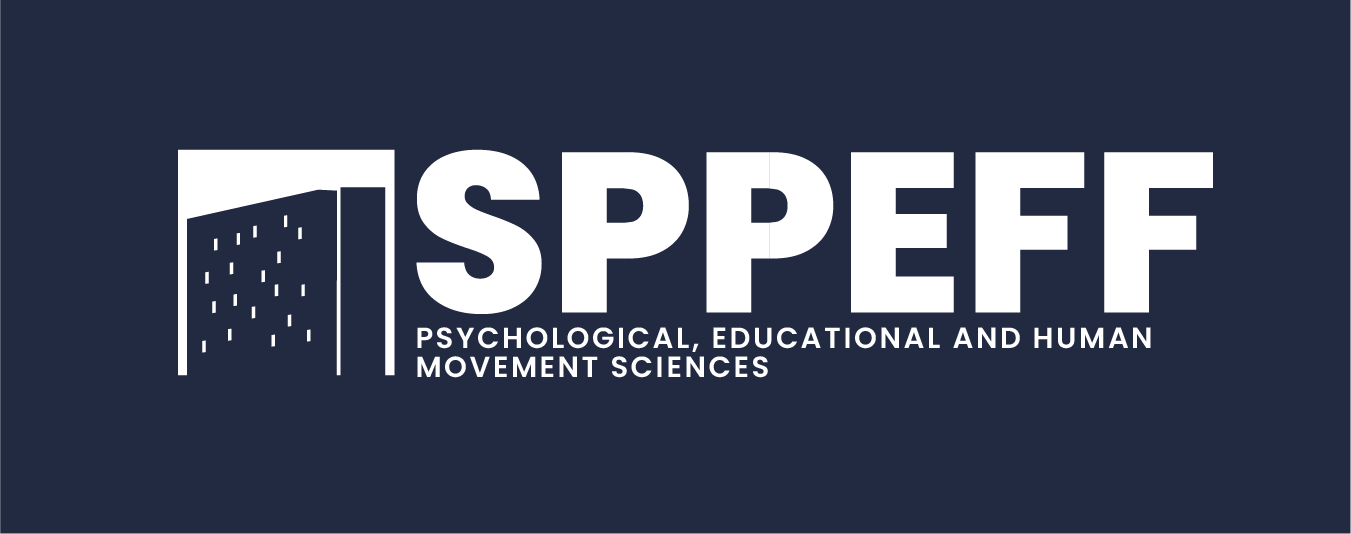 SPPEFF
PSYCHOLOGICAL, EDUCATIONAL AND HUMAN
MOVEMENT SCIENCES